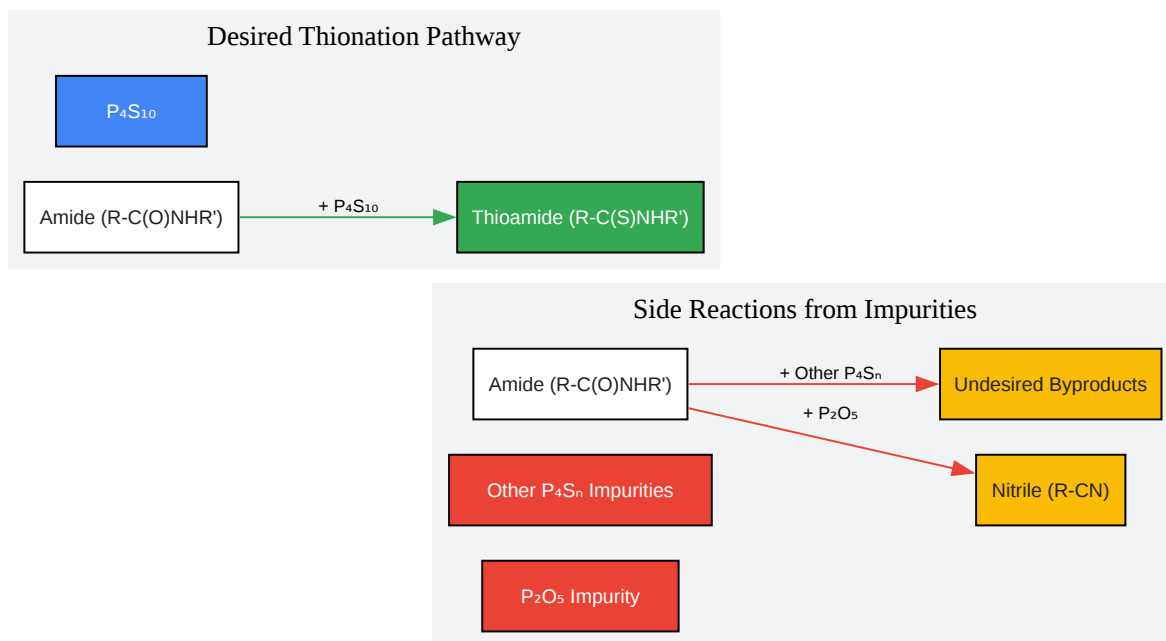 Desired Thionation Pathway
P₄S₁₀
Amide (R-C(O)NHR')
+ P₄S₁₀
Thioamide (R-C(S)NHR')
Side Reactions from Impurities
Amide (R-C(O)NHR')
+ Other P₄Sₙ
Undesired Byproducts
+ P₂O₅
Other P₄Sₙ Impurities
Nitrile (R-CN)
P₂O₅ Impurity